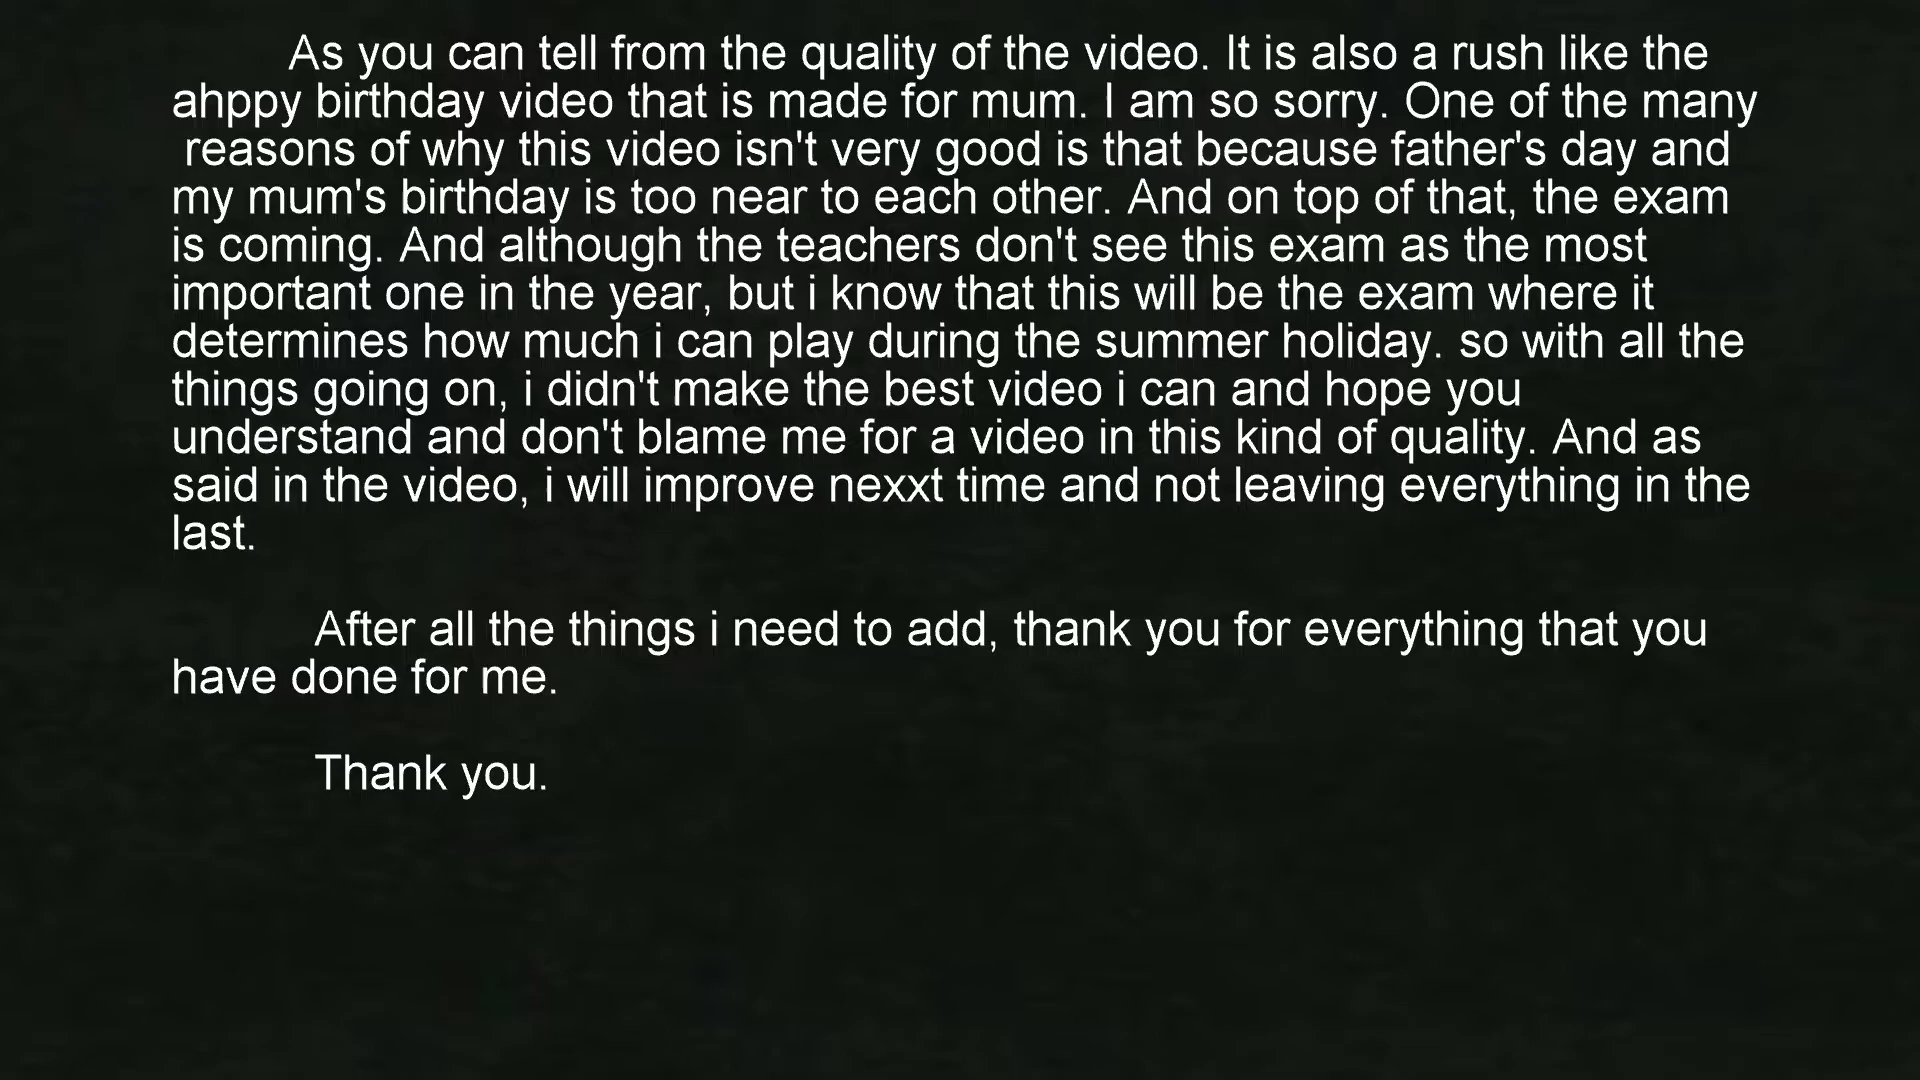 As you can tell from the quality of the video. It is also a rush like the
ahppy birthday video that is made for mum. I am so sorry. One of the many
reasons of why this video isn't very good is that because father's day and
my mum's birthday is too near to each other. And on top of that, the exam
is coming. And although the teachers don't see this exam as the most
important one in the year, but i know that this will be the exam where it
determines how much i can play during the summer holiday. so with all the
things going on, i didn't make the best video i can and hope you
understand and don't blame me for a video in this kind of quality. And as
said in the video, i will improve nexxt time and not leaving everything in the
last.
After all the things i need to add, thank you for everything that you
have done for me.
Thank you.